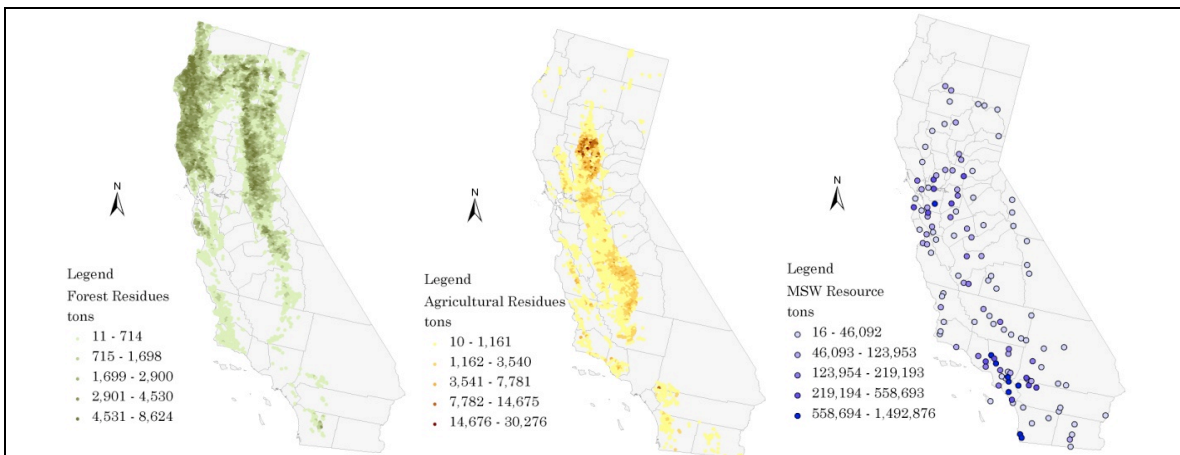 N
Legend
Forest Residues
tons
11 - 714
715 - 1,698
1,699 - 2,900
2,901 - 4,530
4,531 - 8,624
N
Legend
Agricultural Residues
tons
10 - 1,161
1,162 - 3,540
3,541 - 7,781
7,782 - 14,675
14,676 - 30,276
N
Legend
MSW Resource
tons
16 - 46,092
46,093 - 123,953
123,954 - 219,193
219,194 - 558,693
558,694 - 1,492,876